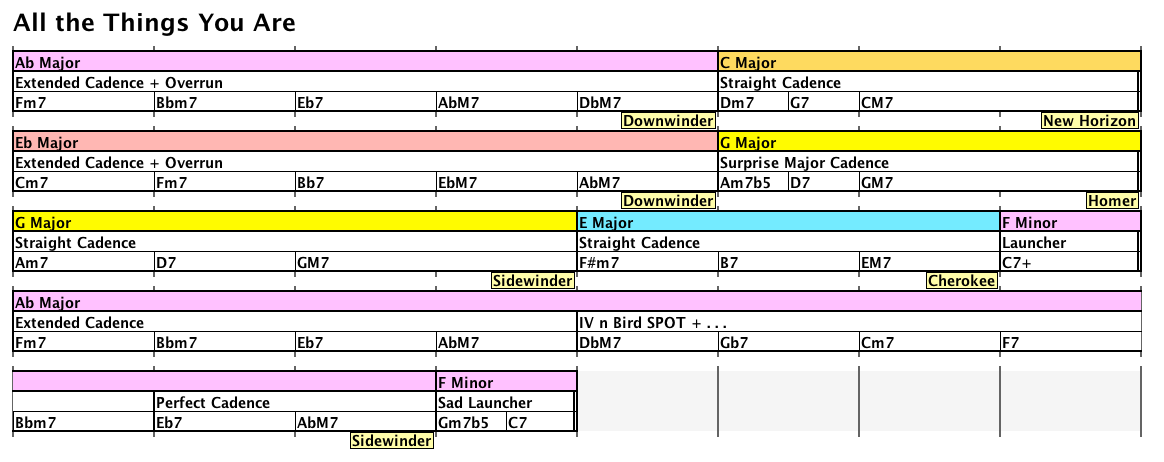 All the Things You Are
Ab Major C Major
Extended Cadence + Overrun Straight Cadence
Fm7 Bbm7 Eb7 AbM7 DbM7 Dm7 G7 CM7
Downwinder New Horizon
Eb Major G Major
Extended Cadence + Overrun Surprise Major Cadence
Cm7 Fm7 Bb7 EbM7 AbM7 Am7b5 D7 GM7
Downwinder Homer
G Major E Major F Minor
Straight Cadence Straight Cadence Launcher
Am7 D7 GM7 F#m7 B7 EM7 C7+
Sidewinder Cherokee
Ab Major
Extended Cadence IV n Bird SPOT + . . .
Fm7 Bbm7 Eb7 AbM7 DbM7 Gb7 Cm7 F7
F Minor
Perfect Cadence Sad Launcher
Bbm7 Eb7 AbM7 Gm7b5 C7
Sidewinder